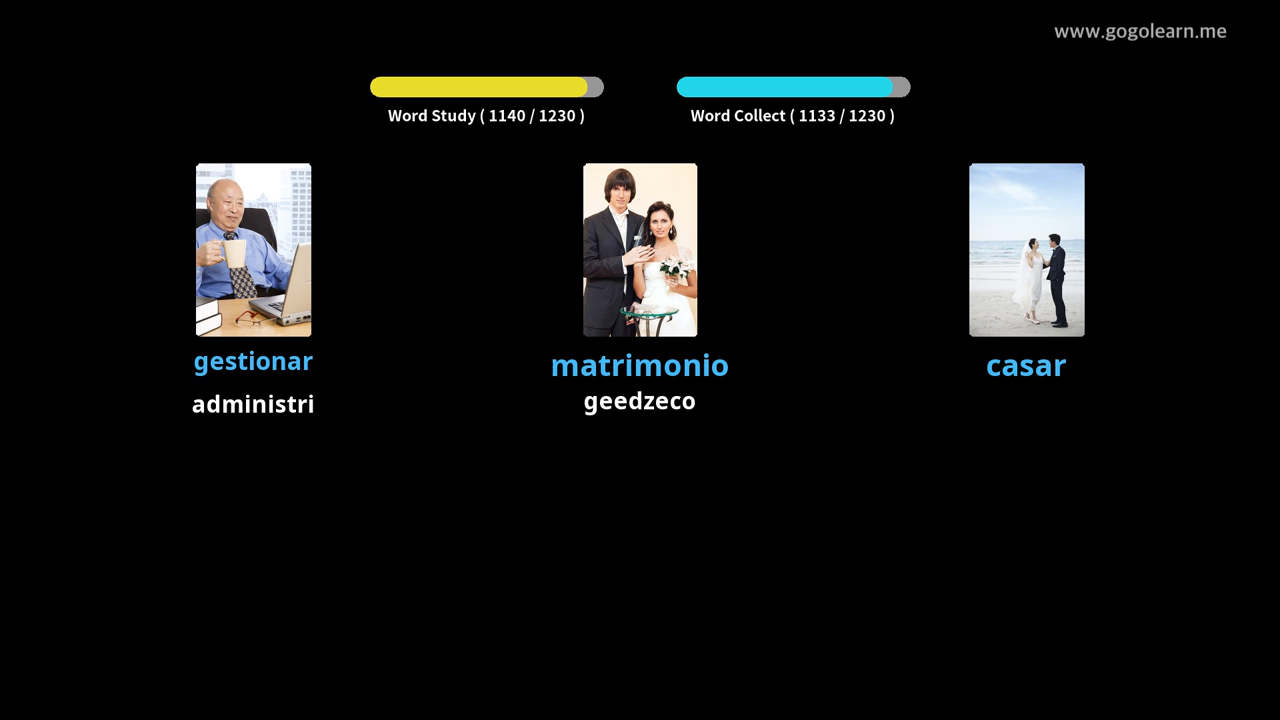 www.gogolearn.me
Word Study ( 1140 / 1230 )
Word Collect ( 1133 / 1230 )
gestionar
administri
matrimonio
geedzeco
casar